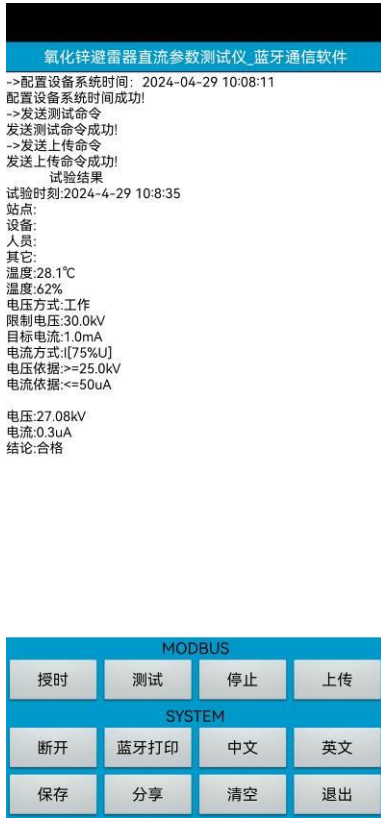 氧化锌避雷器直流参数测试仪_蓝牙通信软件
->配置设备系统时间：2024-04-29 10:08:11
配置设备系统时间成功!
->发送测试命令
发送测试命令成功!
->发送上传命令
发送上传命令成功!
试验结果
试验时刻:2024-4-29 10:8:35
站点:
设备:
人员:
其它:
温度:28.1℃
湿度:62%
电压方式:工作
限制电压:30.0kV
目标电流:1.0mA
电流方式:I[75%U]
电压依据:>=25.0kV
电流依据:<=50uA
电压:27.08kV
电流:0.3uA
结论:合格
MODBUS
授时 测试 停止 上传
SYSTEM
断开 蓝牙打印 中文 英文
保存 分享 清空 退出